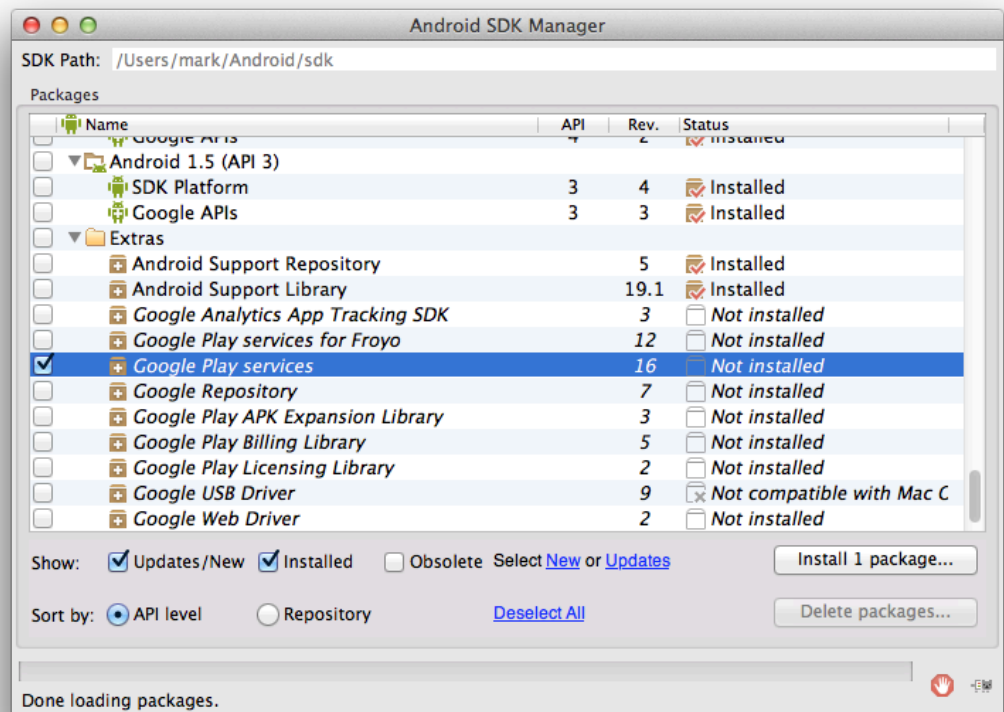 Android SDK Manager
SDK Path: /Users/mark/Android/sdk
Packages
Name API Rev. Status
Google APIs 4 2 Installed
Android 1.5 (API 3)
SDK Platform 3 4 Installed
Google APIs 3 3 Installed
Extras
Android Support Repository 5 Installed
Android Support Library 19.1 Installed
Google Analytics App Tracking SDK 3 Not installed
Google Play services for Froyo 12 Not installed
Google Play services 16 Not installed
Google Repository 7 Not installed
Google Play APK Expansion Library 3 Not installed
Google Play Billing Library 5 Not installed
Google Play Licensing Library 2 Not installed
Google USB Driver 9 Not compatible with Mac O
Google Web Driver 2 Not installed
Show: Updates/New Installed Obsolete Select New or Updates Install 1 package...
Sort by: API level Repository Deselect All Delete packages...
Done loading packages.